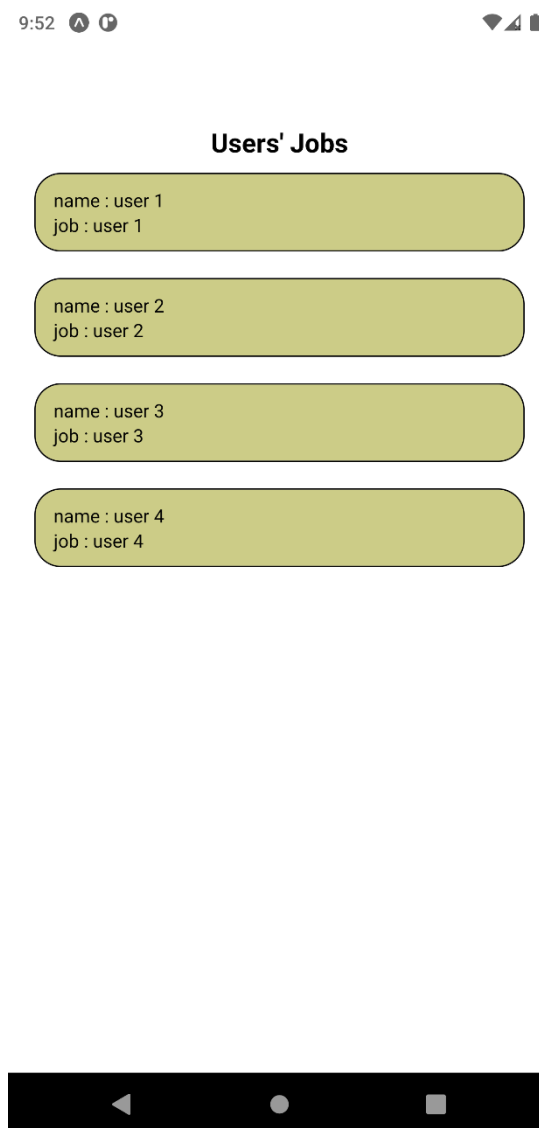 9:52
Users' Jobs
name : user 1
job : user 1
name : user 2
job : user 2
name : user 3
job : user 3
name : user 4
job : user 4